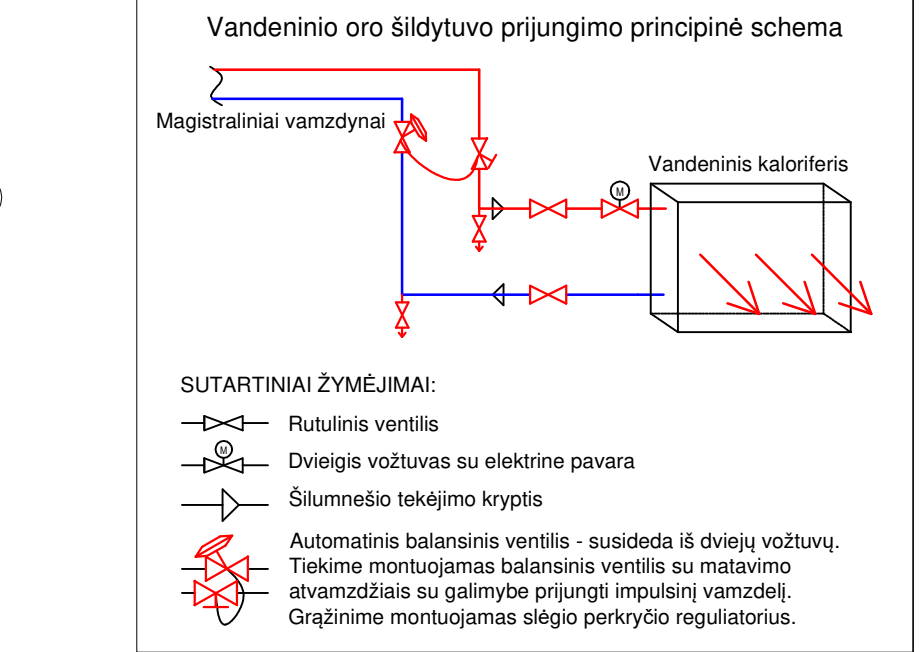 Vandeninio oro šildytuvo prijungimo principinė schema
Magistraliniai vamzdynai
Vandeninis kaloriferis
M
SUTARTINIAI ŽYMĖJIMAI:
Rutulinis ventilis
M
Dvieigis vožtuvas su elektrine pavara
Šilumnešio tekėjimo kryptis
Automatinis balansinis ventilis - susideda iš dviejų vožtuvų.
Tiekime montuojamas balansinis ventilis su matavimo
atvamzdžiais su galimybe prijungti impulsinį vamzdelį.
Grąžinime montuojamas slėgio perkryčio reguliatorius.